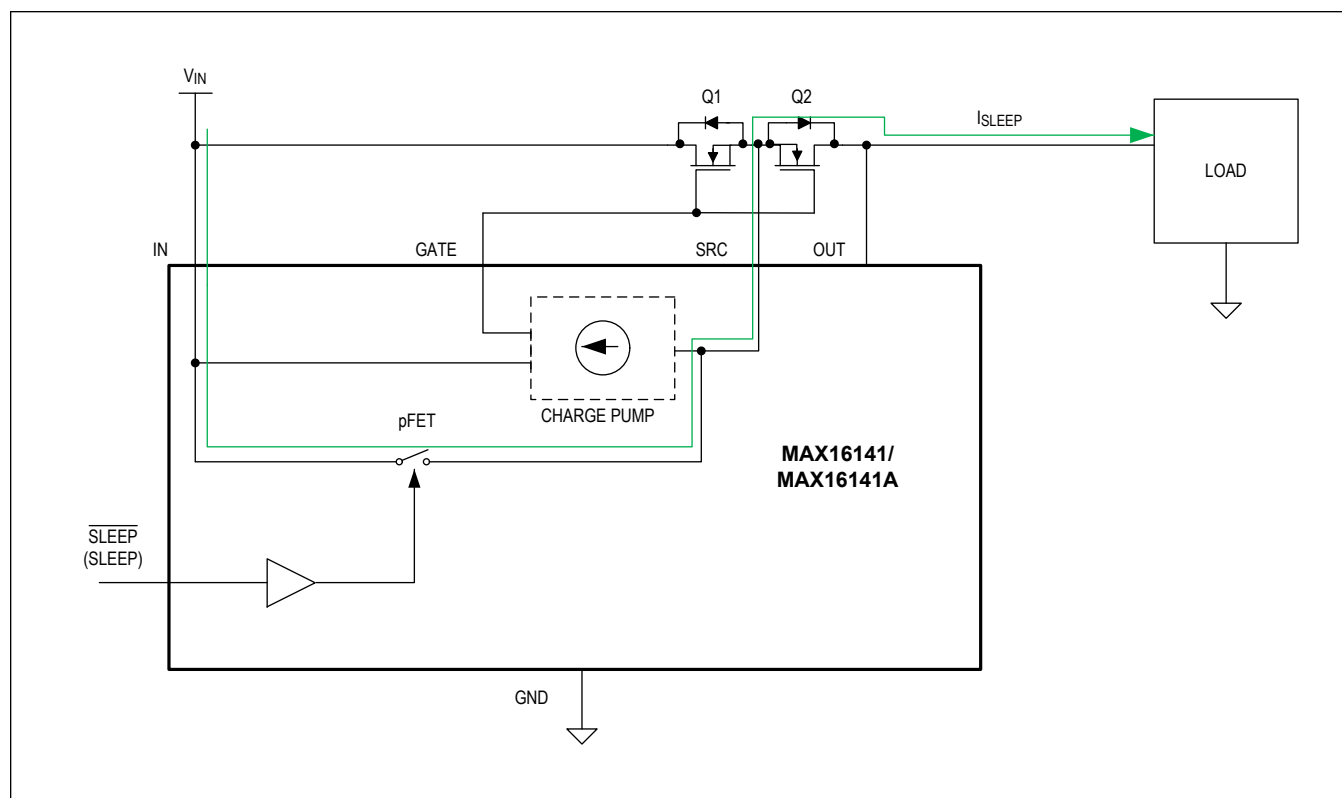 VIN
Q1
Q2
ISLEEP
LOAD
IN
GATE
SRC
OUT
CHARGE PUMP
pFET
MAX16141/
MAX16141A
SLEEP
(SLEEP)
GND